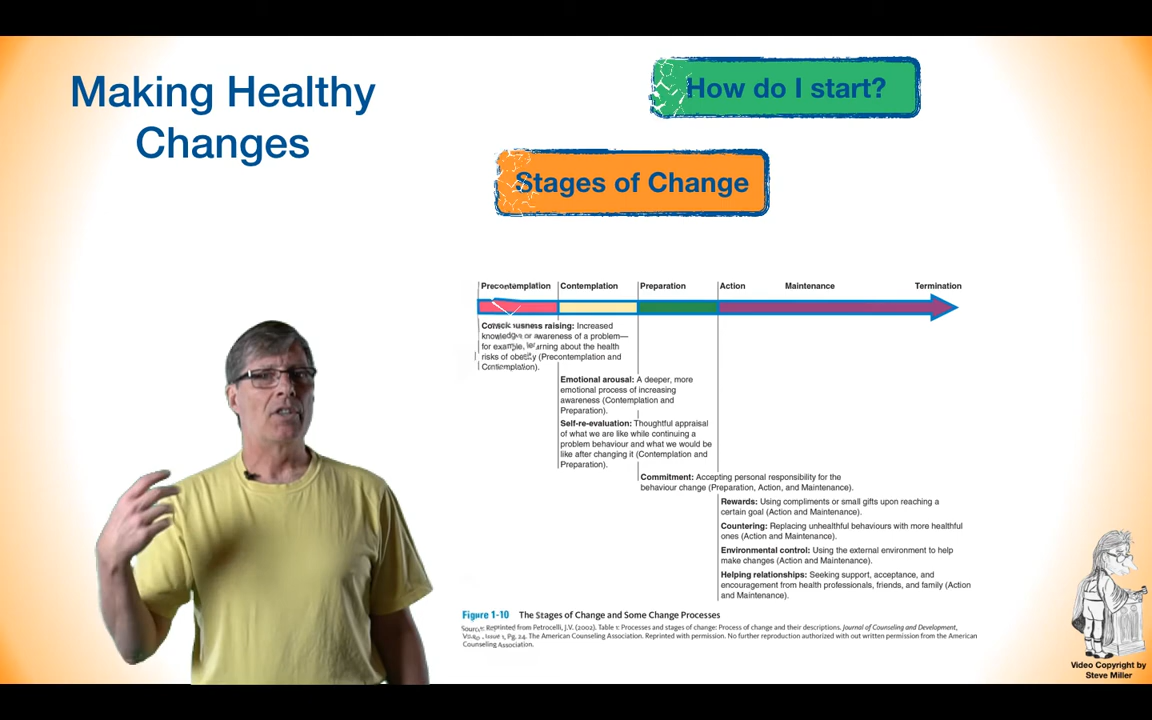 Making Healthy
Changes
How do I start?
Stages of Change
Precontemplation
Contemplation
Preparation
Action
Maintenance
Termination
raising: Increased
or awareness of a problem—
for example, learning about the health
risks of obesity (Precontemplation and
Contemplation).
Emotional arousal: A deeper, more
emotional process of increasing
awareness (Contemplation and
Preparation).
Self-re-evaluation: Thoughtful appraisal
of what we are like while continuing a
problem behaviour and what we would be
like after changing it (Contemplation and
Preparation).
Commitment: Accepting personal responsibility for the
behaviour change (Preparation, Action, and Maintenance).
Rewards: Using compliments or small gifts upon reaching a
certain goal (Action and Maintenance).
Countering: Replacing unhealthful behaviours with more healthful
ones (Action and Maintenance).
Environmental control: Using the external environment to help
make changes (Action and Maintenance).
Helping relationships: Seeking support, acceptance, and
encouragement from health professionals, friends, and family (Action
and Maintenance).
Figure 1-10 The Stages of Change and Some Change Processes
Source: Reprinted from Petrocelli, J.V. (2002). Table 1: Processes and stages of change: Process of change and their descriptions. Journal of Counseling and Development,
Pg. 24. The American Counseling Association. Reprinted with permission. No further reproduction authorized with out written permission from the American
Counseling Association.
Video Copyright by
Steve Miller